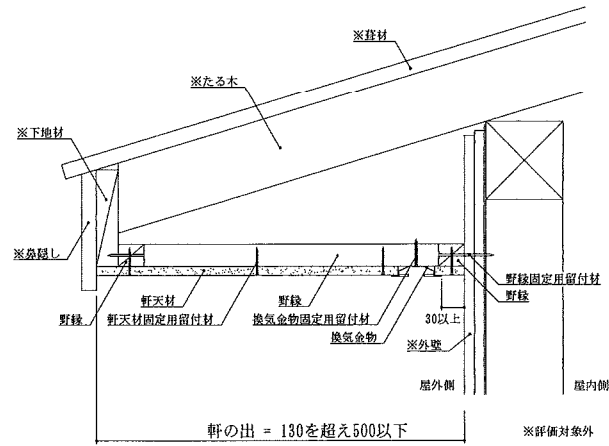 ※葺材
※たる木
※下地材
※鼻隠し
野縁
軒天材
軒天材固定用留付材
野縁
換気金物固定用留付材
換気金物
30以上
※外壁
野縁固定用留付材
野縁
屋外側
屋内側
軒の出 = 130を超え500以下
※評価対象外